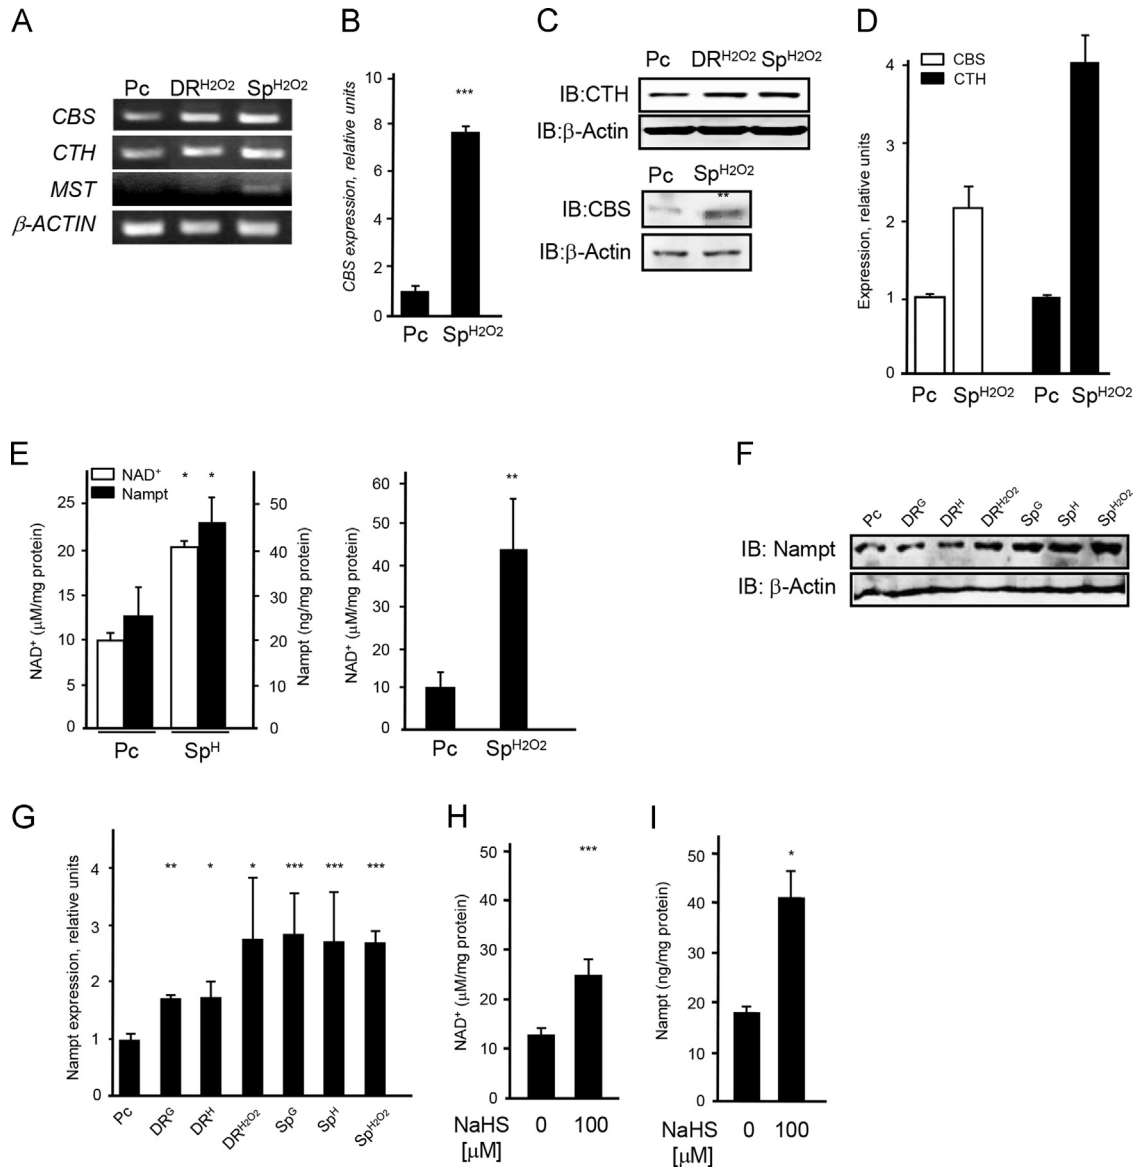 A
Pc DR^H2O2 Sp^H2O2
CBS
CTH
MST
β-ACTIN
B
CBS expression, relative units
10
8
6
4
2
0
***
Pc Sp^H2O2
C
Pc DR^H2O2 Sp^H2O2
IB:CTH
IB:β-Actin
Pc Sp^H2O2
**
IB:CBS
IB:β-Actin
D
Expression, relative units
CBS
CTH
4
4
2
1
0
Pc Sp^H2O2 Pc Sp^H2O2
E
NAD⁺ (μM/mg protein)
NAD⁺
Nampt
* *
25
20
15
10
5
0
50
40
30
20
10
0
Nampt (ng/mg protein)
Pc Sp^H
NAD⁺ (μM/mg protein)
60
50
40
60
20
10
0
**
Pc Sp^H2O2
F
Pc DR^G DR^H DR^H2O2 Sp^G Sp^H Sp^H2O2
IB: Nampt
IB: β-Actin
G
Nampt expression, relative units
4
3
2
1
0
** * * *** *** ***
Pc DR^G DR^H DR^H2O2 Sp^G Sp^H Sp^H2O2
H
NAD⁺ (μM/mg protein)
50
40
30
20
10
0
***
NaHS 0 100
[μM]
I
Nampt (ng/mg protein)
50
40
30
20
10
0
*
NaHS 0 100
[μM]